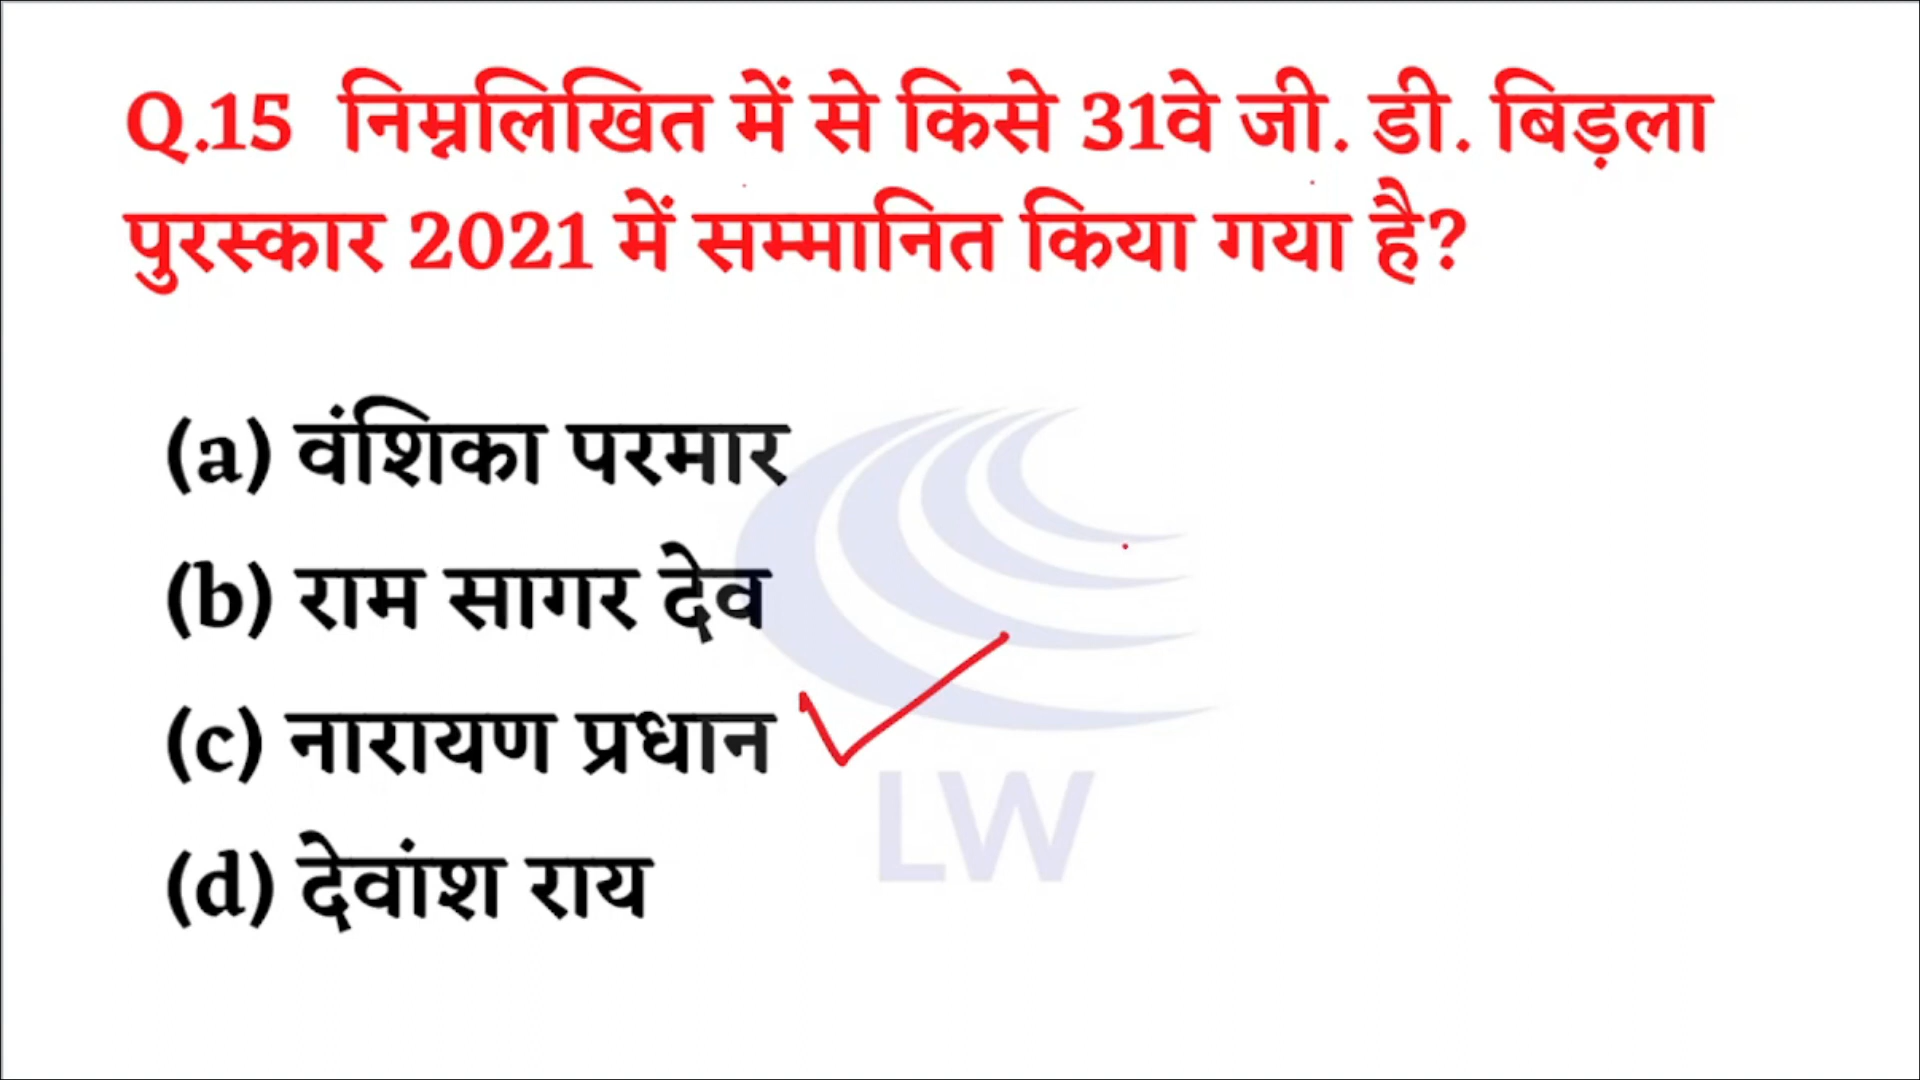 Q.15 निम्नलिखित में से किसे 31वे जी. डी. बिड़ला
पुरस्कार 2021 में सम्मानित किया गया है?
(a) वंशिका परमार
(b) राम सागर देव
(c) नारायण प्रधान
(d) देवांश राय
LW